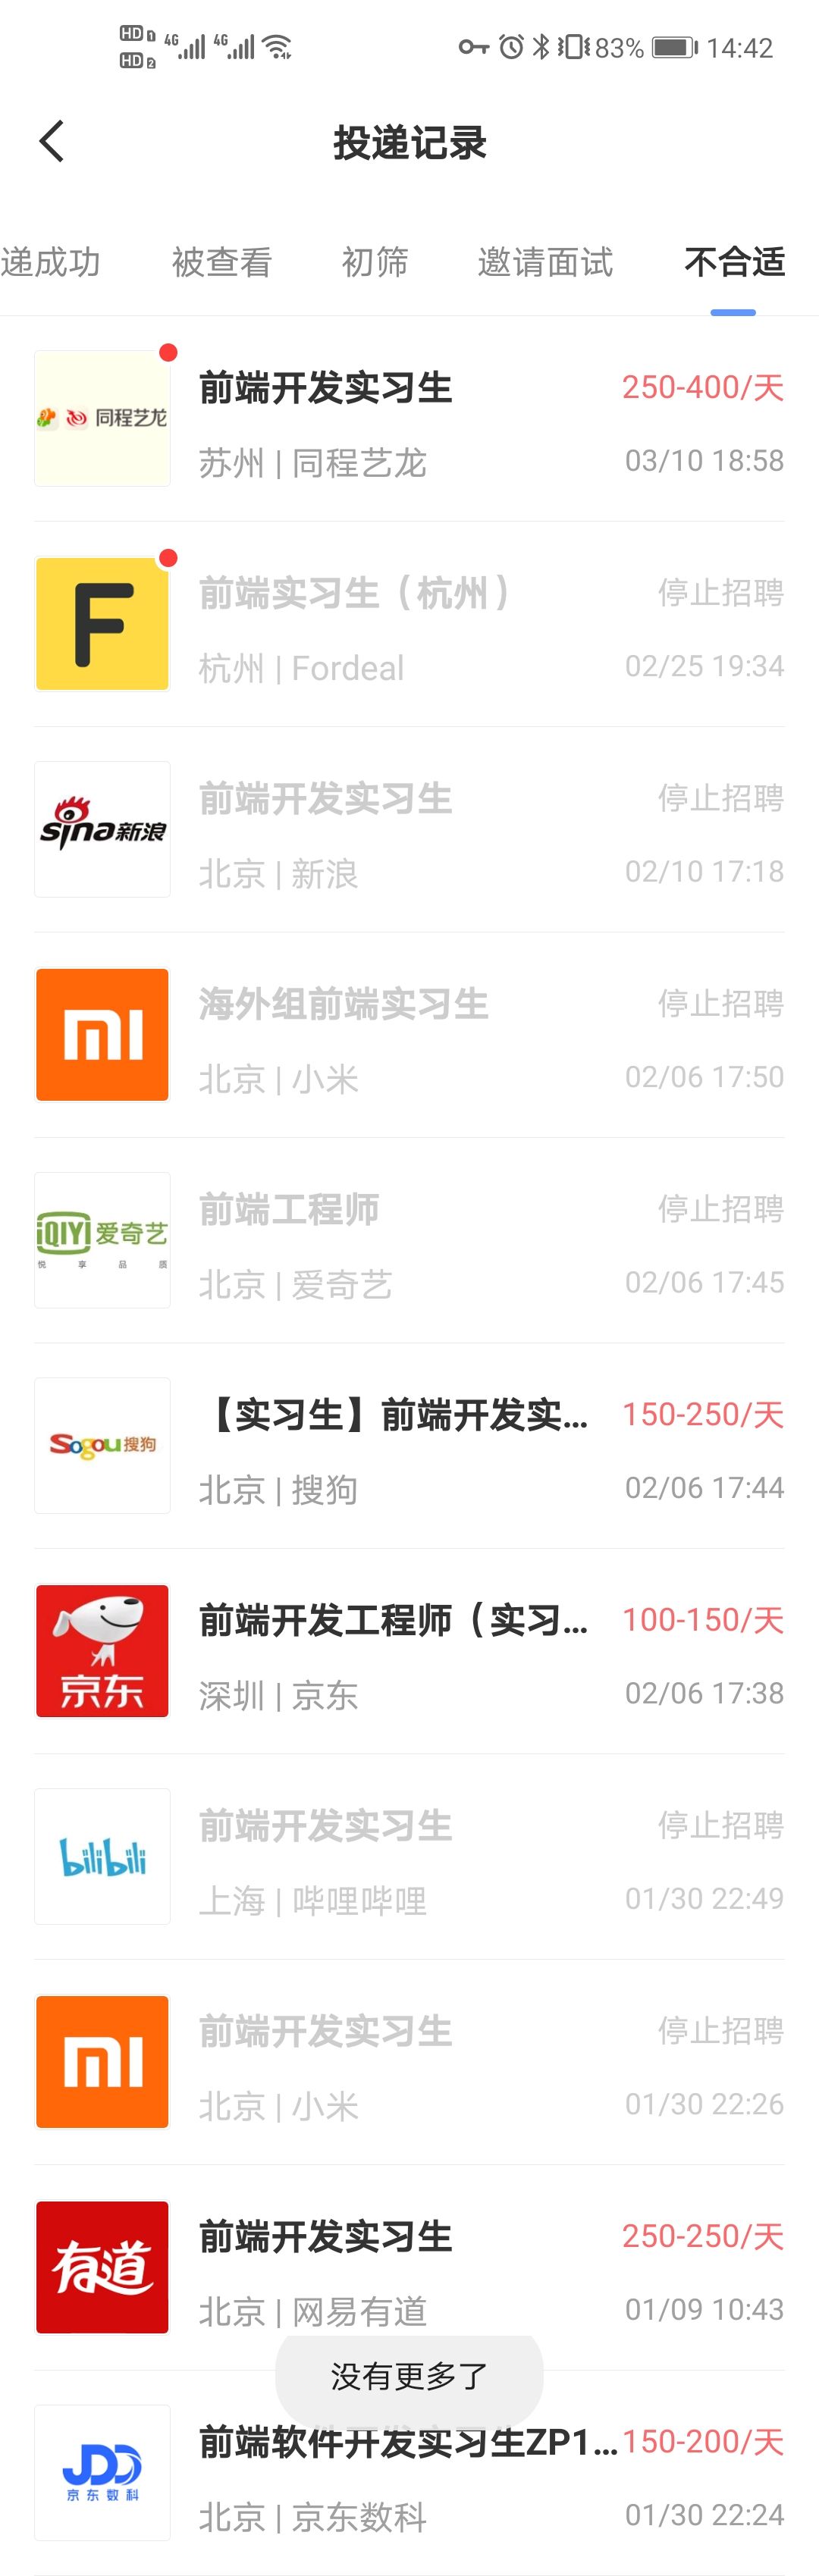 HD 1 4G 4G 83% 14:42
HD 2
投递记录
递成功 被查看 初筛 邀请面试 不合适
同程艺龙
前端开发实习生 250-400/天
苏州 | 同程艺龙 03/10 18:58
F
前端实习生（杭州） 停止招聘
杭州 | Fordeal 02/25 19:34
sina新浪
前端开发实习生 停止招聘
北京 | 新浪 02/10 17:18
mi
海外组前端实习生 停止招聘
北京 | 小米 02/06 17:50
iQIYI 爱奇艺
悦享品质
前端工程师 停止招聘
北京 | 爱奇艺 02/06 17:45
Sogou搜狗
【实习生】前端开发实... 150-250/天
北京 | 搜狗 02/06 17:44
京东
前端开发工程师（实习... 100-150/天
深圳 | 京东 02/06 17:38
bilibili
前端开发实习生 停止招聘
上海 | 哔哩哔哩 01/30 22:49
mi
前端开发实习生 停止招聘
北京 | 小米 01/30 22:26
有道
前端开发实习生 250-250/天
北京 | 网易有道 01/09 10:43
没有更多了
JDD
京东数科
前端软件开发实习生ZP1... 150-200/天
北京 | 京东数科 01/30 22:24